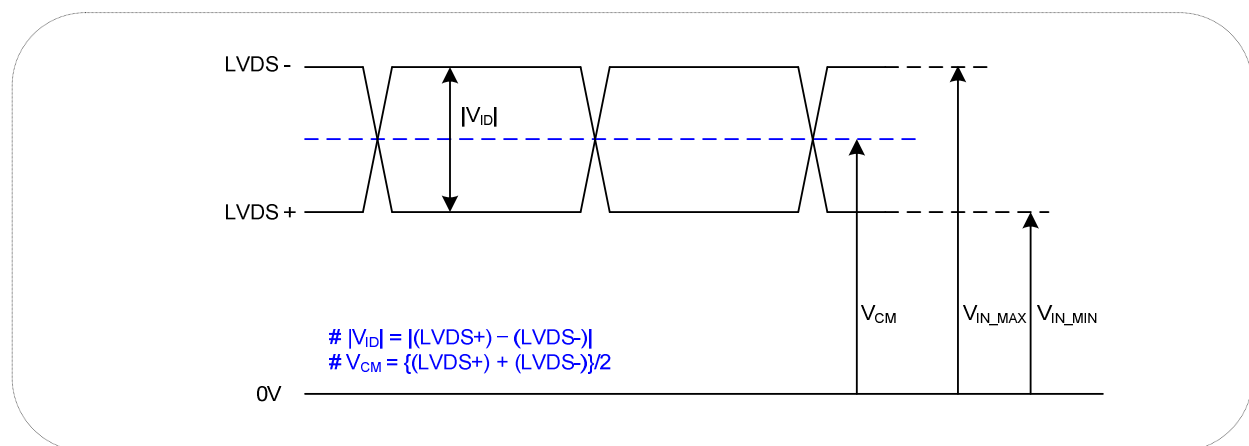 LVDS -
|VID|
LVDS +
VCM
VIN_MAX
VIN_MIN
# |VID| = |(LVDS+) – (LVDS-)|
# VCM = {(LVDS+) + (LVDS-)}/2
0V